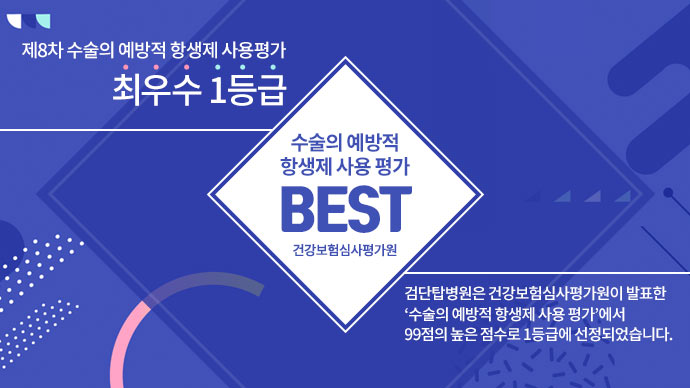 제8차 수술의 예방적 항생제 사용평가
최우수 1등급
수술의 예방적
항생제 사용 평가
BEST
건강보험심사평가원
검단탑병원은 건강보험심사평가원이 발표한
‘수술의 예방적 항생제 사용 평가’에서
99점의 높은 점수로 1등급에 선정되었습니다.